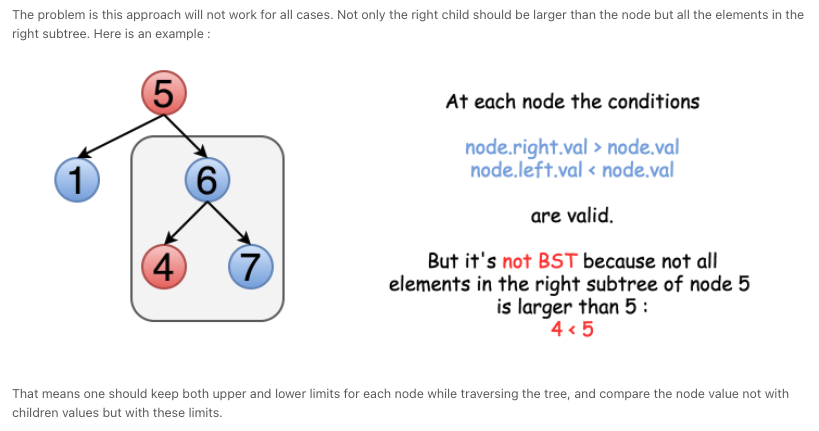 The problem is this approach will not work for all cases. Not only the right child should be larger than the node but all the elements in the
right subtree. Here is an example :
5
1
6
4
7
At each node the conditions
node.right.val > node.val
node.left.val < node.val
are valid.
But it's not BST because not all
elements in the right subtree of node 5
is larger than 5 :
4 < 5
That means one should keep both upper and lower limits for each node while traversing the tree, and compare the node value not with
children values but with these limits.